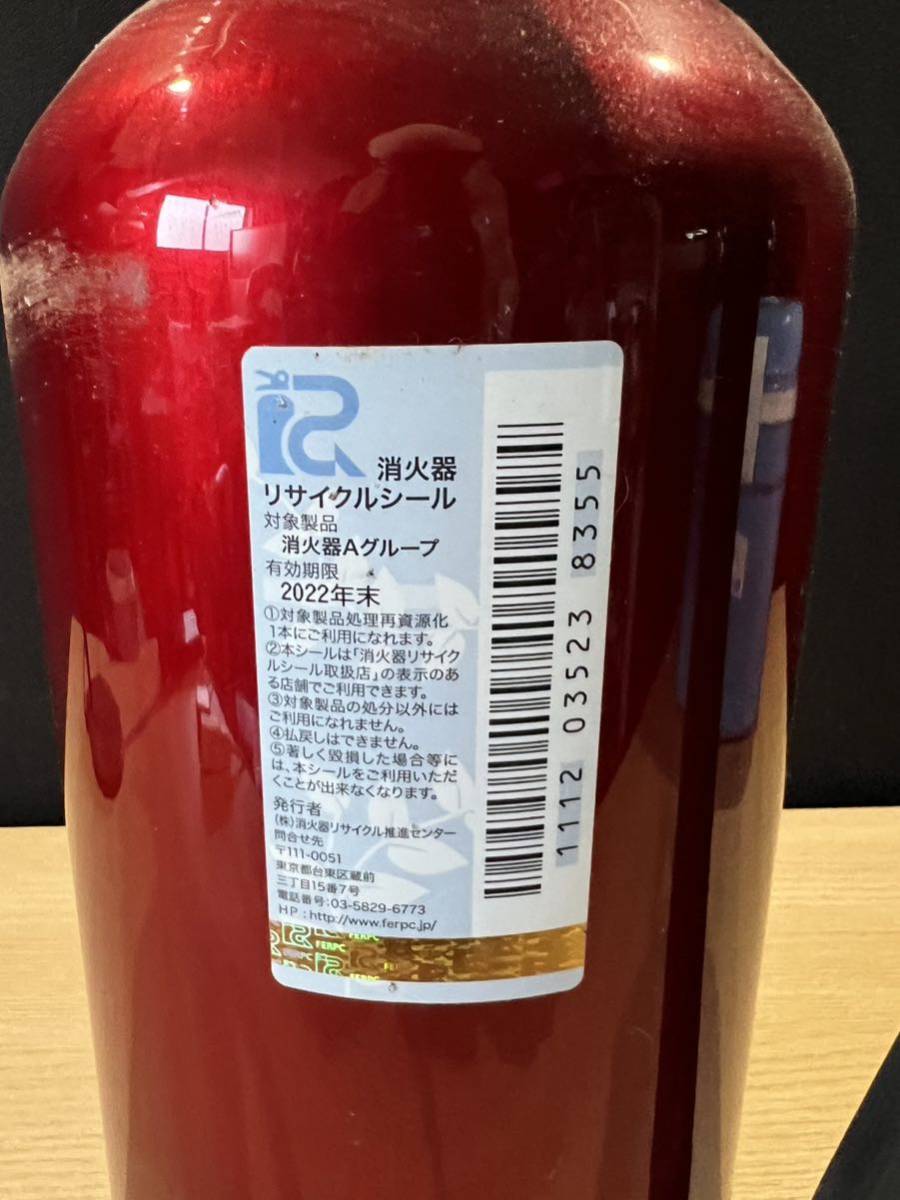 消火器
リサイクルシール
対象製品
消火器Aグループ
有効期限
2022年末
①対象製品処理再資源化
1本にご利用になれます。
②本シールは「消火器リサイク
ルシール取扱店」の表示のあ
る店舗でご利用できます。
③対象製品の処分以外には
ご利用になれません。
④払戻しはできません。
⑤著しく毀損した場合等に
は、本シールをご利用いただ
くことが出来なくなります。
発行者
(株)消火器リサイクル推進センター
問合せ先
〒111-0051
東京都台東区蔵前
三丁目15番7号
電話番号:03-5829-6773
HP:http://www.ferpc.jp/
1112 03523 8355
FERPC
FERPC